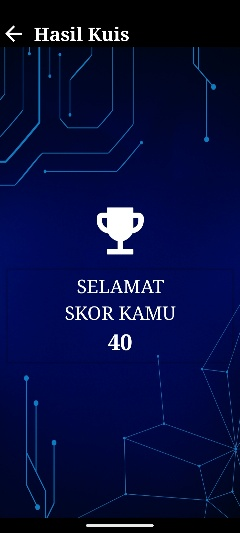 Hasil Kuis
SELAMAT
SKOR KAMU
40